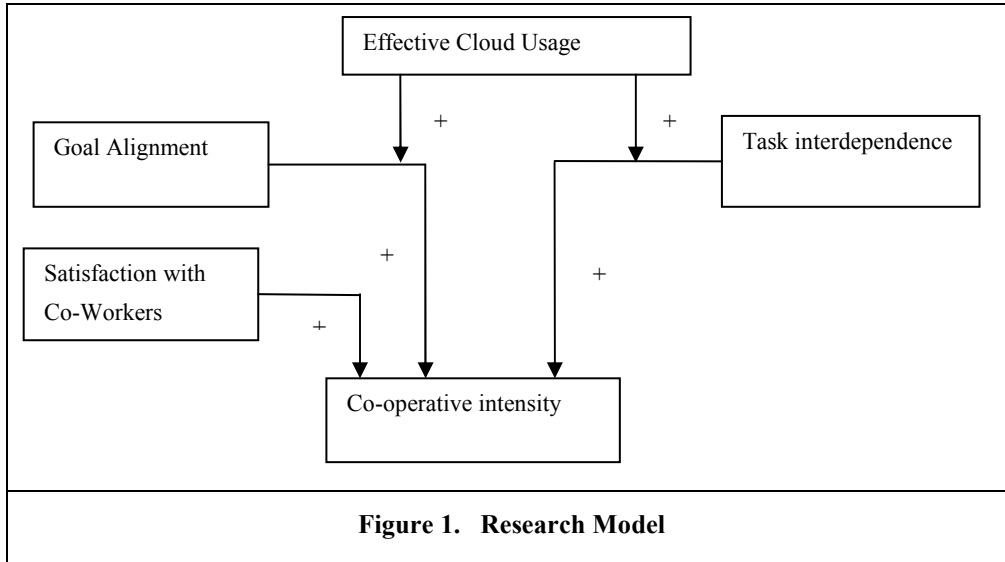 Effective Cloud Usage
+
+
Goal Alignment
Task interdependence
+
+
Satisfaction with
Co-Workers
+
Co-operative intensity
Figure 1. Research Model